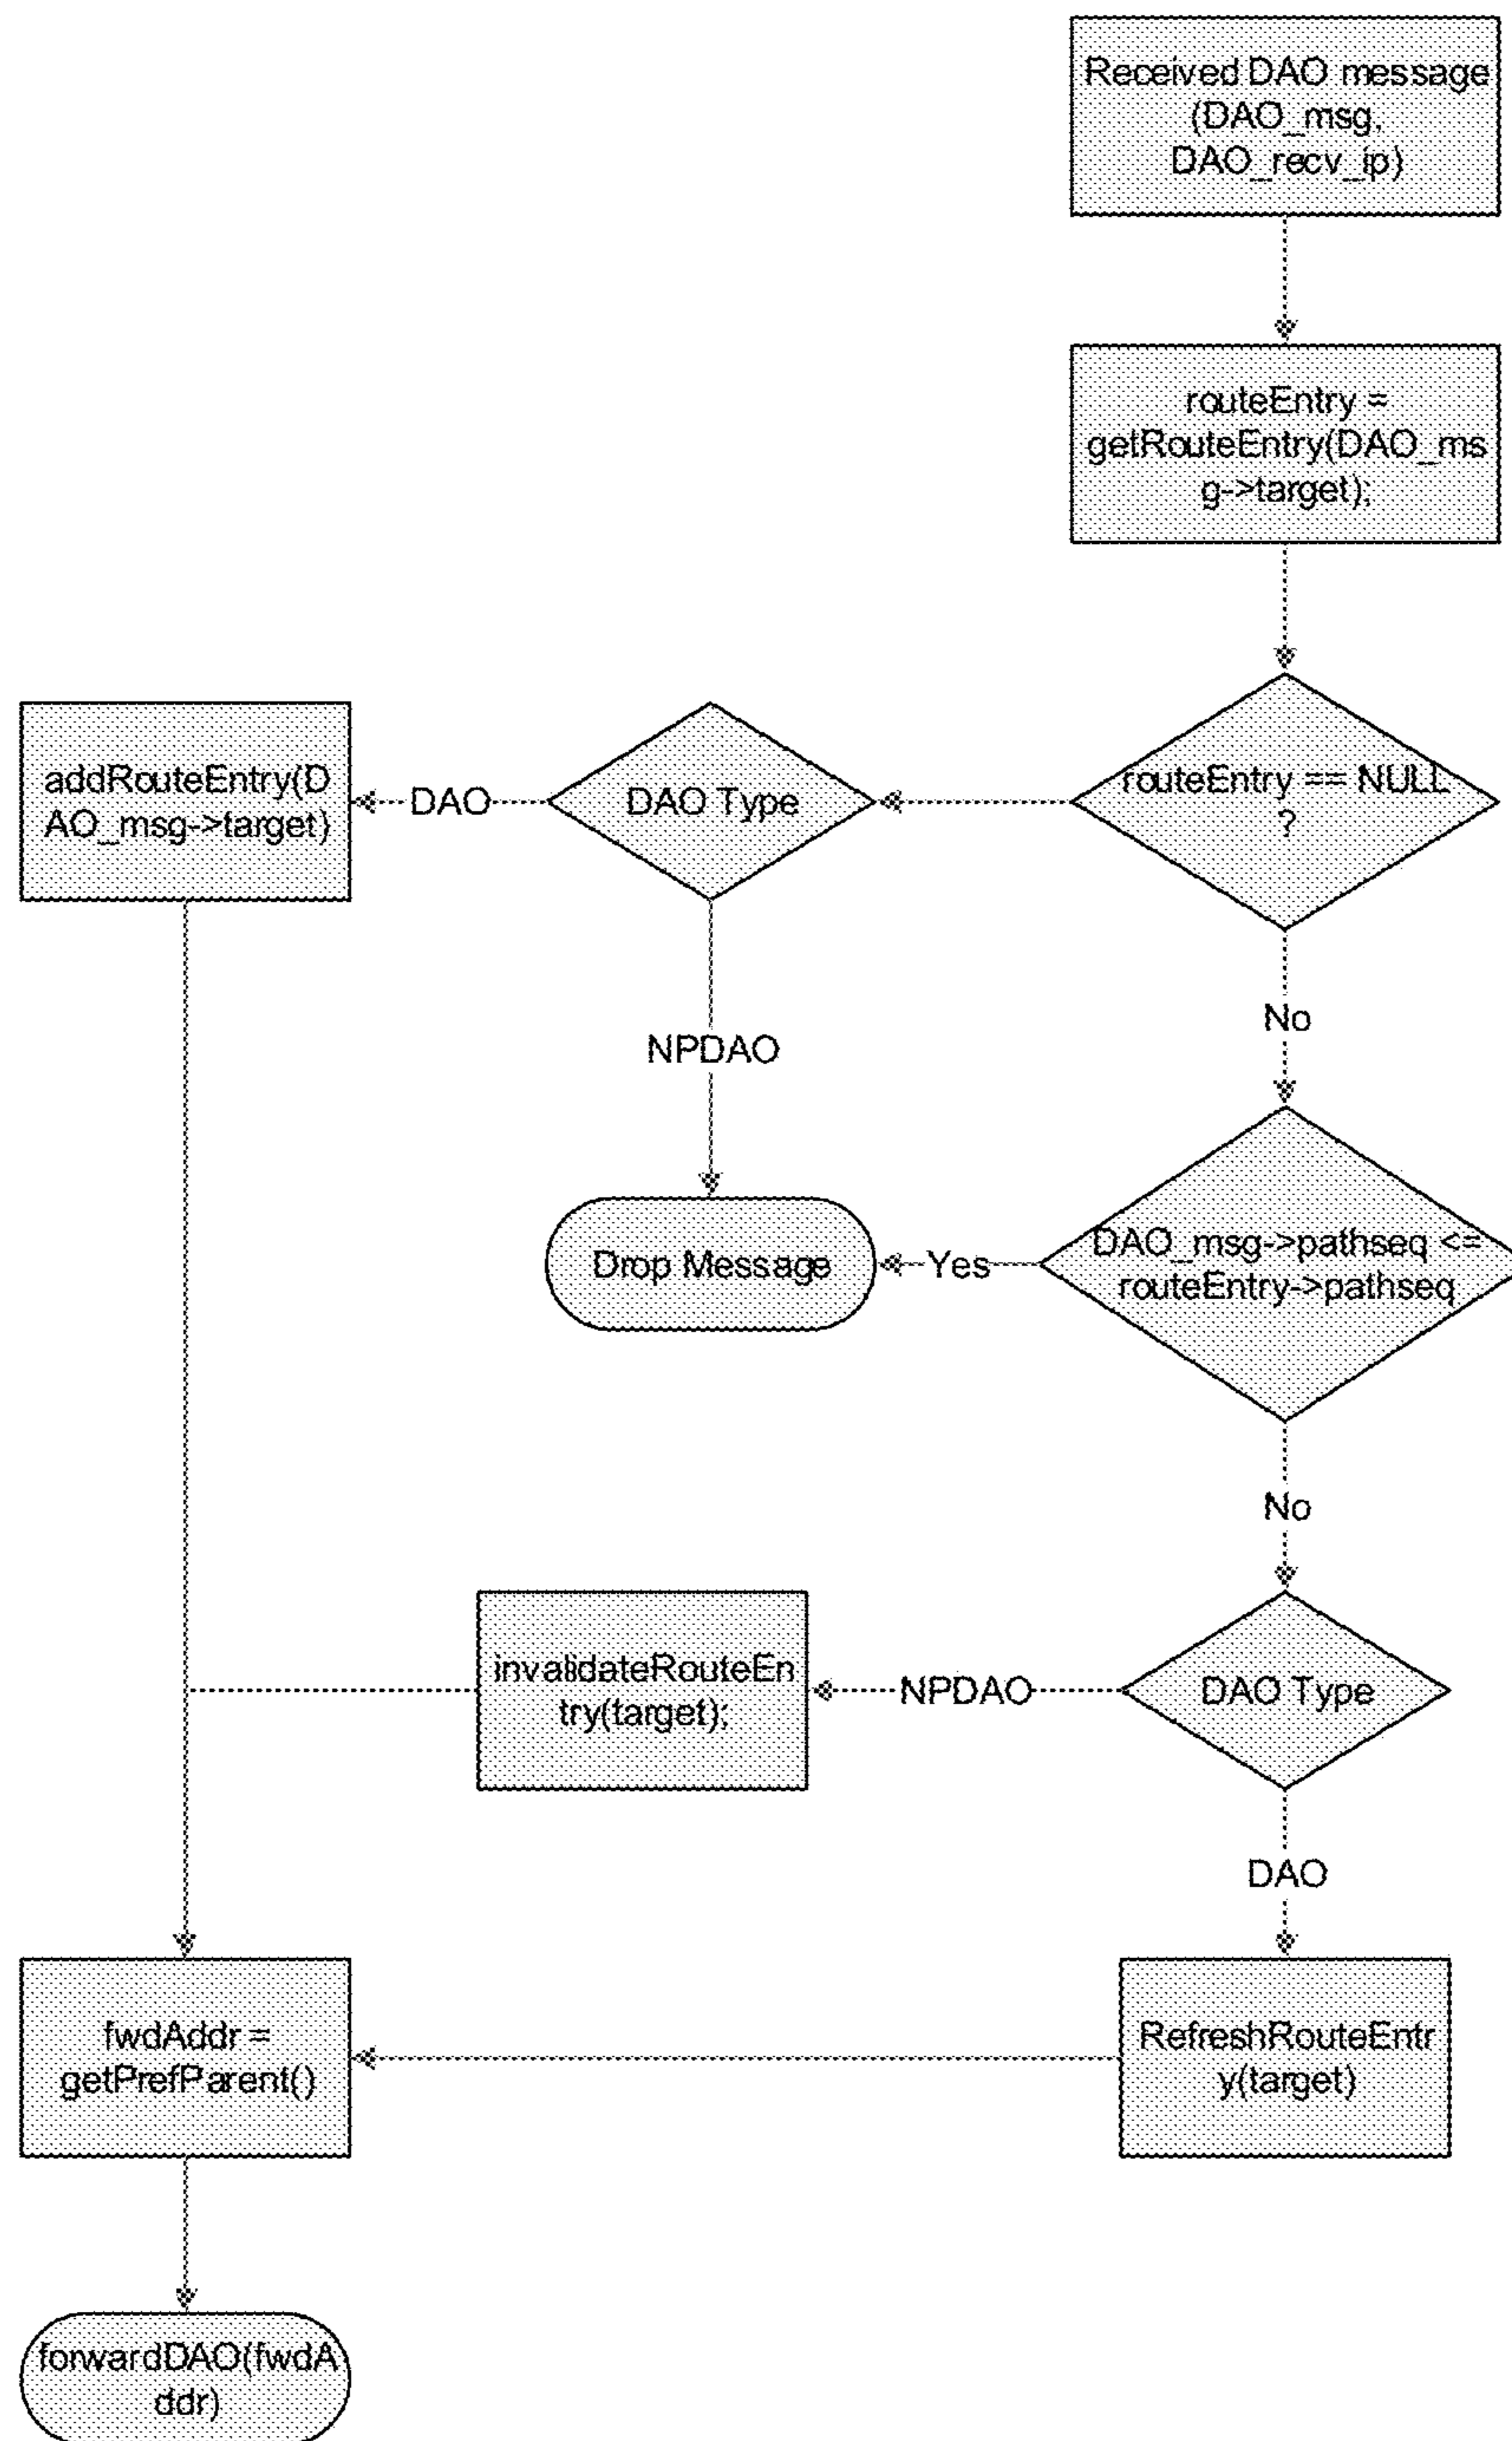 Received DAO message
(DAO_msg,
DAO_recv_ip)
routeEntry =
getRouteEntry(DAO_ms
g->target);
routeEntry == NULL
?
DAO Type
DAO
addRouteEntry(D
AO_msg->target)
NPDAO
No
DAO_msg->pathseq <=
routeEntry->pathseq
Yes
Drop Message
No
DAO Type
NPDAO
invalidateRouteEn
try(target);
DAO
RefreshRouteEntr
y(target)
fwdAddr =
getPrefParent()
forwardDAO(fwdA
ddr)